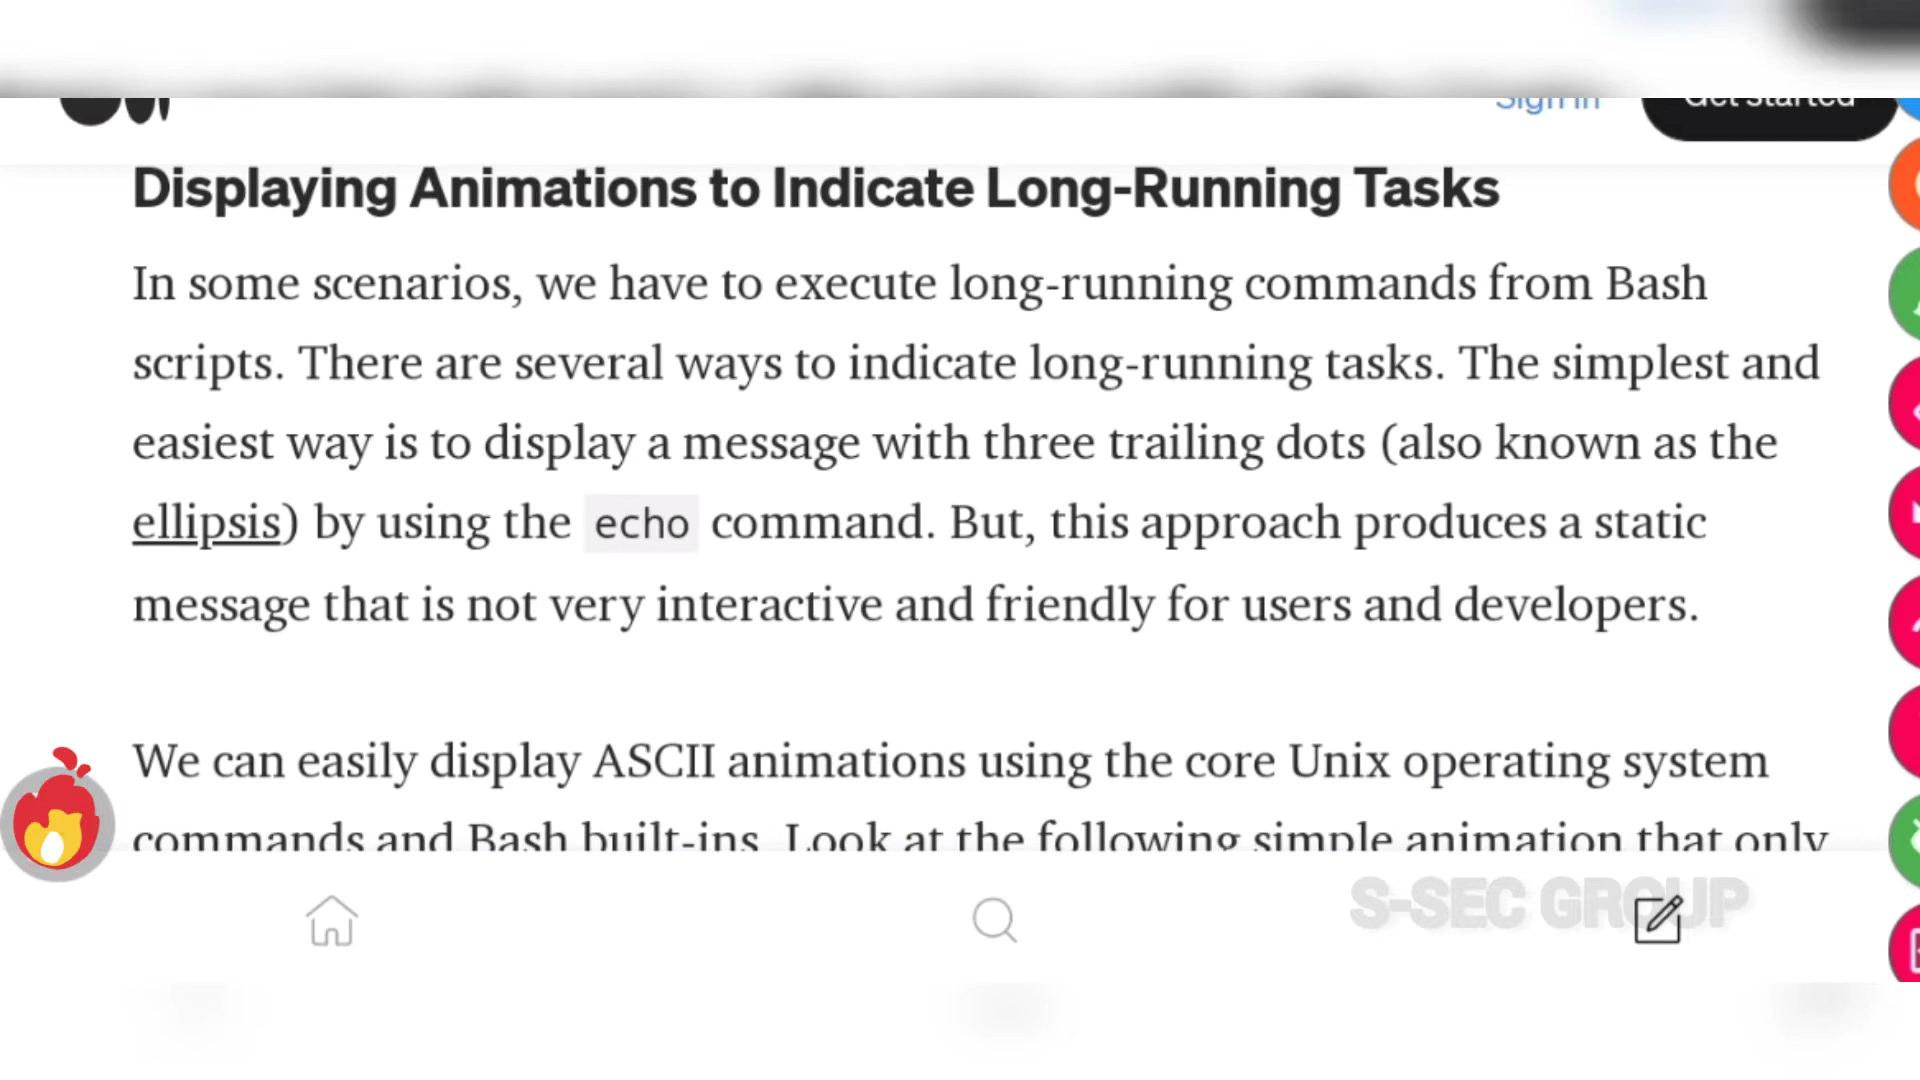 Sign in
Get started
Displaying Animations to Indicate Long-Running Tasks
In some scenarios, we have to execute long-running commands from Bash
scripts. There are several ways to indicate long-running tasks. The simplest and
easiest way is to display a message with three trailing dots (also known as the
ellipsis) by using the echo command. But, this approach produces a static
message that is not very interactive and friendly for users and developers.
We can easily display ASCII animations using the core Unix operating system
commands and Bash built-ins. Look at the following simple animation that only
S-SEC GROUP